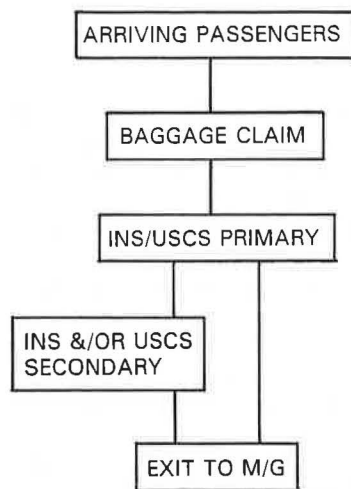 ARRIVING PASSENGERS
BAGGAGE CLAIM
INS/USCS PRIMARY
INS &/OR USCS
SECONDARY
EXIT TO M/G